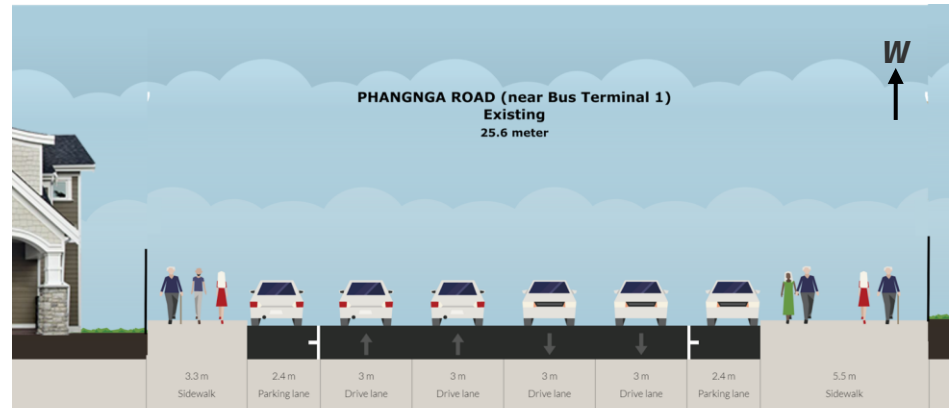 W
PHANGNGA ROAD (near Bus Terminal 1)
Existing
25.6 meter
3.3 m
Sidewalk
2.4 m
Parking lane
3 m
Drive lane
3 m
Drive lane
3 m
Drive lane
3 m
Drive lane
2.4 m
Parking lane
5.5 m
Sidewalk